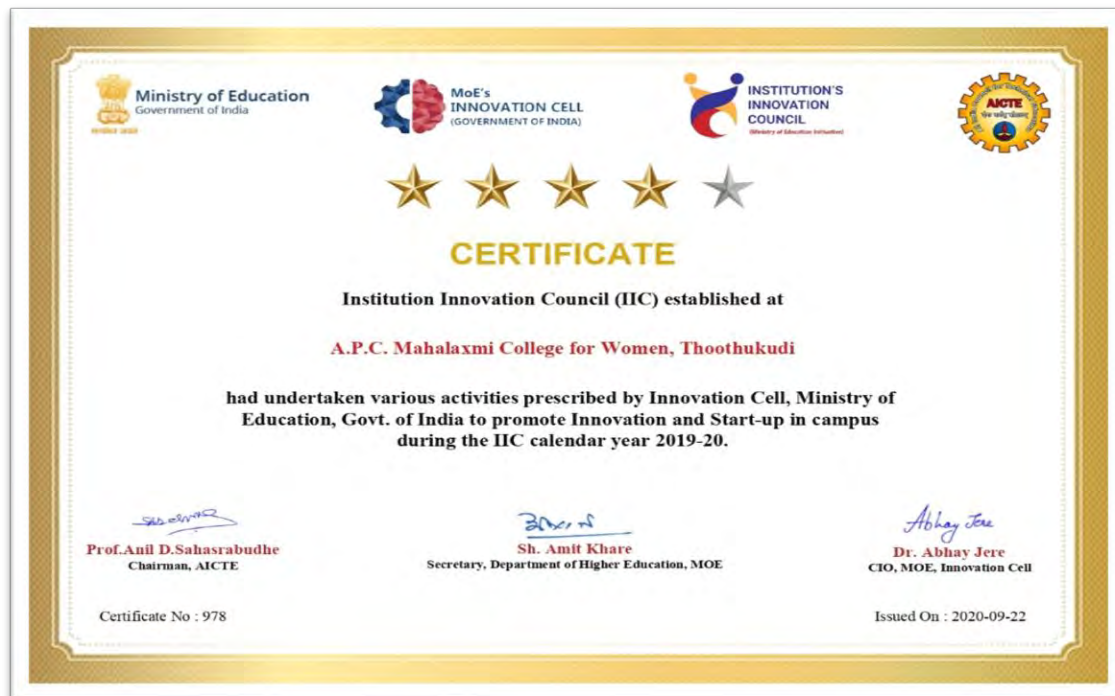 Ministry of Education
Government of India
MoE's
INNOVATION CELL
(GOVERNMENT OF INDIA)
INSTITUTION'S
INNOVATION
COUNCIL
(Ministry of Education Initiative)
AICTE
CERTIFICATE
Institution Innovation Council (IIC) established at
A.P.C. Mahalaxmi College for Women, Thoothukudi
had undertaken various activities prescribed by Innovation Cell, Ministry of
Education, Govt. of India to promote Innovation and Start-up in campus
during the IIC calendar year 2019-20.
Abhay Jere
Prof.Anil D.Sahasrabudhe
Chairman, AICTE
Sh. Amit Khare
Secretary, Department of Higher Education, MOE
Dr. Abhay Jere
CIO, MOE, Innovation Cell
Certificate No : 978
Issued On : 2020-09-22